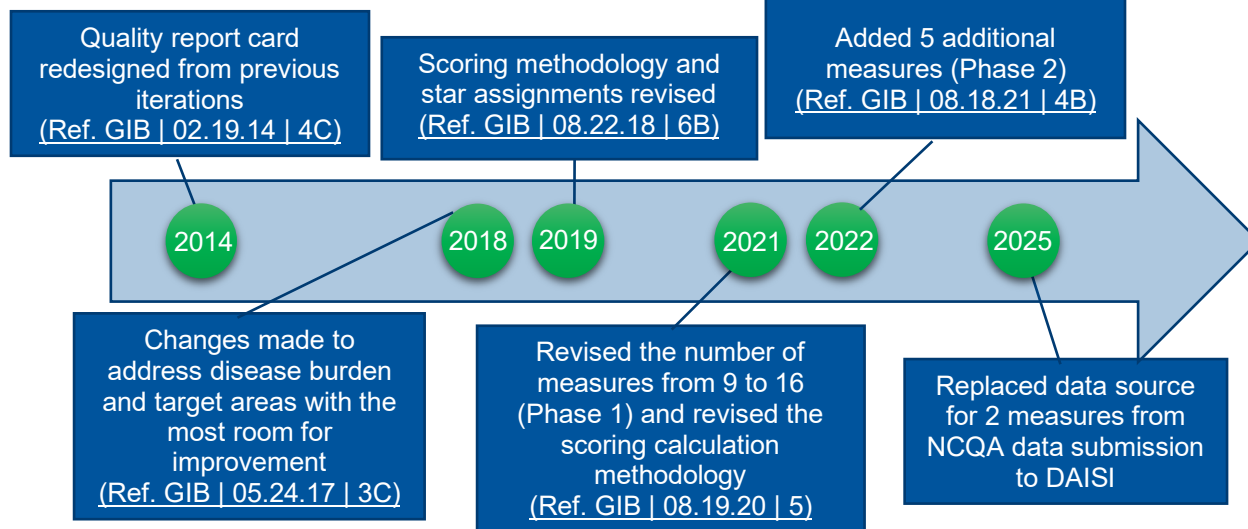 Quality report card
redesigned from previous
iterations
(Ref. GIB | 02.19.14 | 4C)
Scoring methodology and
star assignments revised
(Ref. GIB | 08.22.18 | 6B)
Added 5 additional
measures (Phase 2)
(Ref. GIB | 08.18.21 | 4B)
2014
2018
2019
2021
2022
2025
Changes made to
address disease burden
and target areas with the
most room for
improvement
(Ref. GIB | 05.24.17 | 3C)
Revised the number of
measures from 9 to 16
(Phase 1) and revised the
scoring calculation
methodology
(Ref. GIB | 08.19.20 | 5)
Replaced data source
for 2 measures from
NCQA data submission
to DAISI